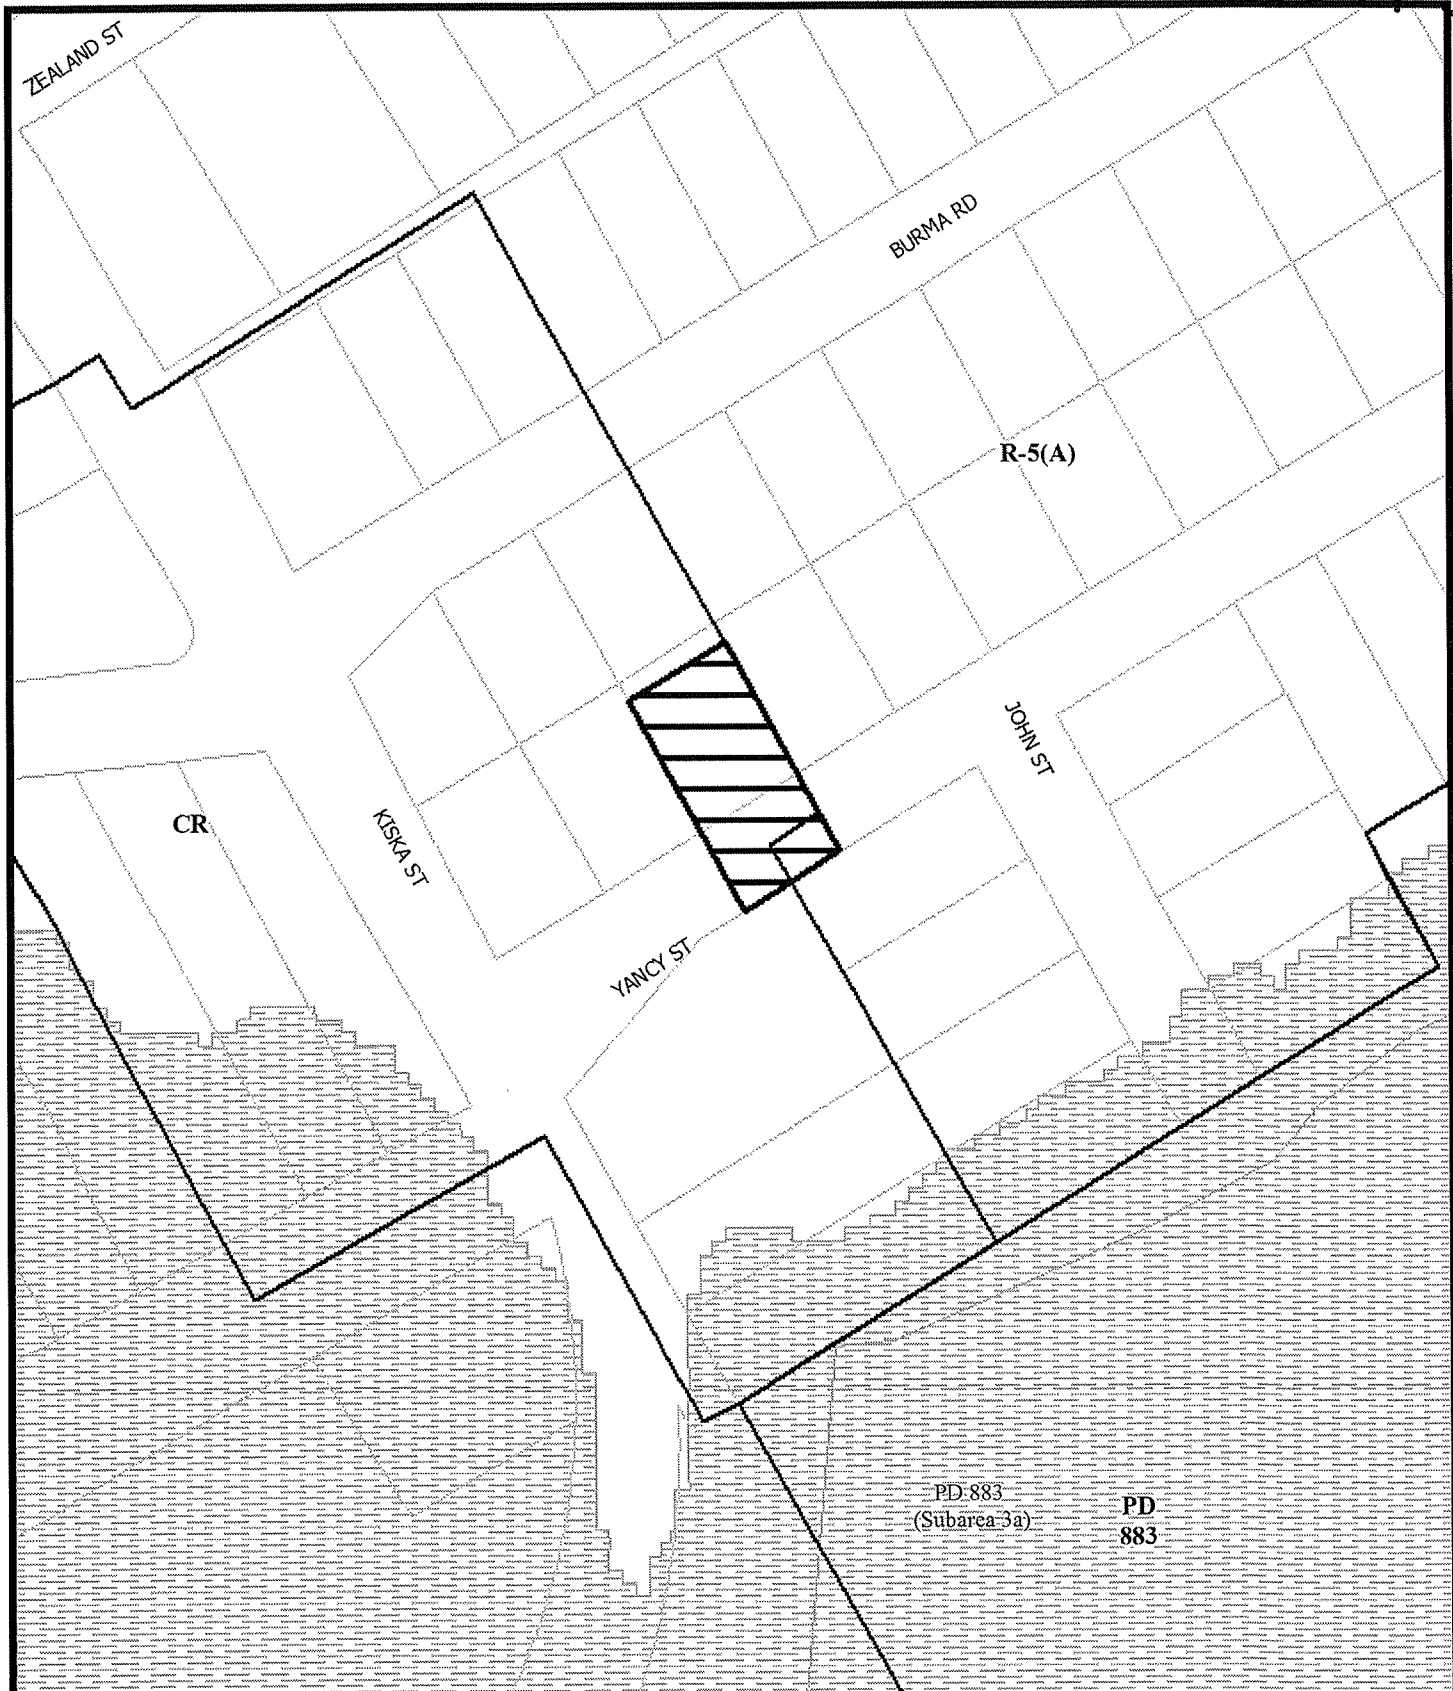 ZEALAND ST
BURMA RD
R-5(A)
JOHN ST
CR
KISKA ST
YANCY ST
PD 883
(Subarea 3a)
PD
883